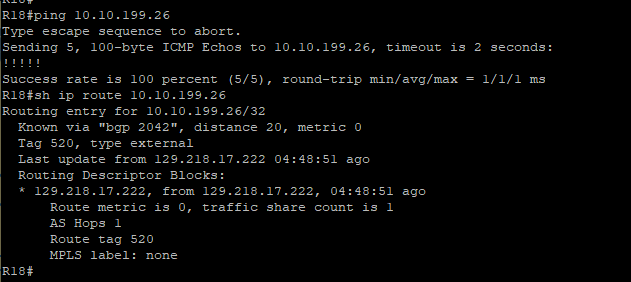 R18#
R18#ping 10.10.199.26
Type escape sequence to abort.
Sending 5, 100-byte ICMP Echos to 10.10.199.26, timeout is 2 seconds:
!!!!!
Success rate is 100 percent (5/5), round-trip min/avg/max = 1/1/1 ms
R18#sh ip route 10.10.199.26
Routing entry for 10.10.199.26/32
  Known via "bgp 2042", distance 20, metric 0
  Tag 520, type external
  Last update from 129.218.17.222 04:48:51 ago
  Routing Descriptor Blocks:
  * 129.218.17.222, from 129.218.17.222, 04:48:51 ago
      Route metric is 0, traffic share count is 1
      AS Hops 1
      Route tag 520
      MPLS label: none
R18#